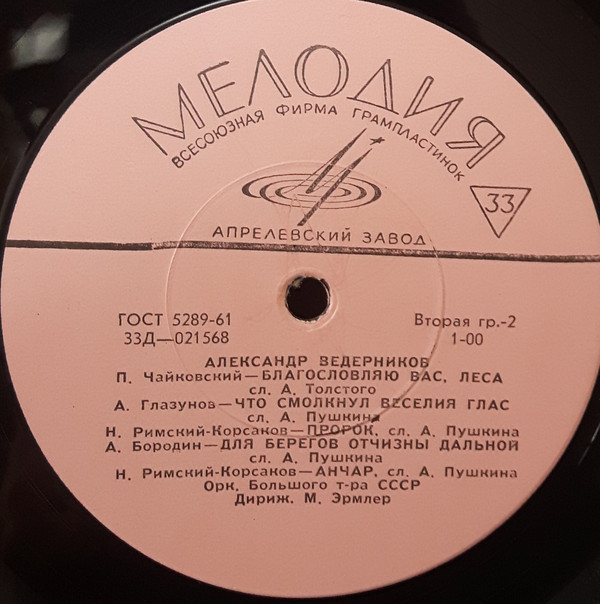 МЕЛОДИЯ
ВСЕСОЮЗНАЯ ФИРМА ГРАМПЛАСТИНОК
33
АПРЕЛЕВСКИЙ ЗАВОД
ГОСТ 5289-61 Вторая гр.-2
33Д—021568 1-00
АЛЕКСАНДР ВЕДЕРНИКОВ
П. Чайковский—БЛАГОСЛОВЛЯЮ ВАС, ЛЕСА
сл. А. Толстого
А. Глазунов—ЧТО СМОЛКНУЛ ВЕСЕЛИЯ ГЛАС
сл. А. Пушкина
Н. Римский-Корсаков—ПРОРОК, сл. А. Пушкина
А. Бородин—ДЛЯ БЕРЕГОВ ОТЧИЗНЫ ДАЛЬНОЙ
сл. А. Пушкина
Н. Римский-Корсаков—АНЧАР, сл. А. Пушкина
Орк. Большого т-ра СССР
Дириж. М. Эрмлер